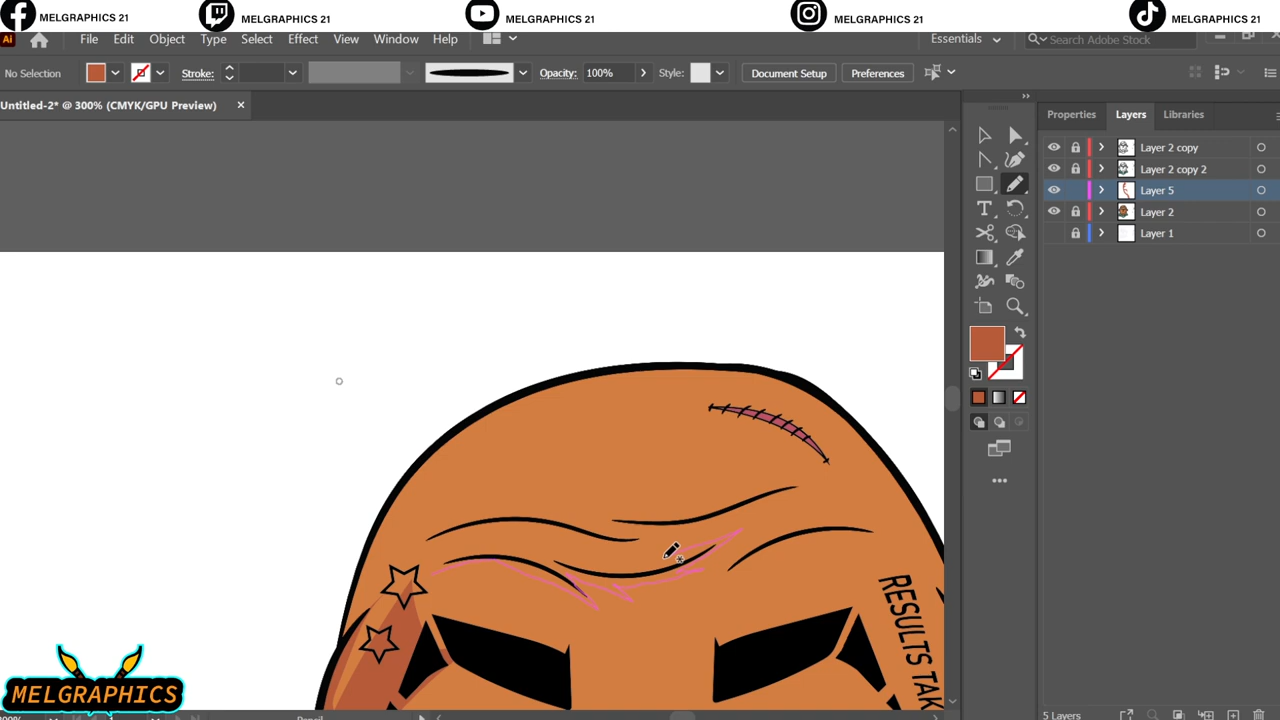 MELGRAPHICS 21 MELGRAPHICS 21 MELGRAPHICS 21 MELGRAPHICS 21 MELGRAPHICS 21
Ai File Edit Object Type Select Effect View Window Help Essentials Search Adobe Stock
No Selection Stroke: Opacity: 100% Style: Document Setup Preferences
Untitled-2* @ 300% (CMYK/GPU Preview)
Properties Layers Libraries
Layer 2 copy
Layer 2 copy 2
Layer 5
Layer 2
Layer 1
RESULTS TAK
MELGRAPHICS
Pencil
5 Layers